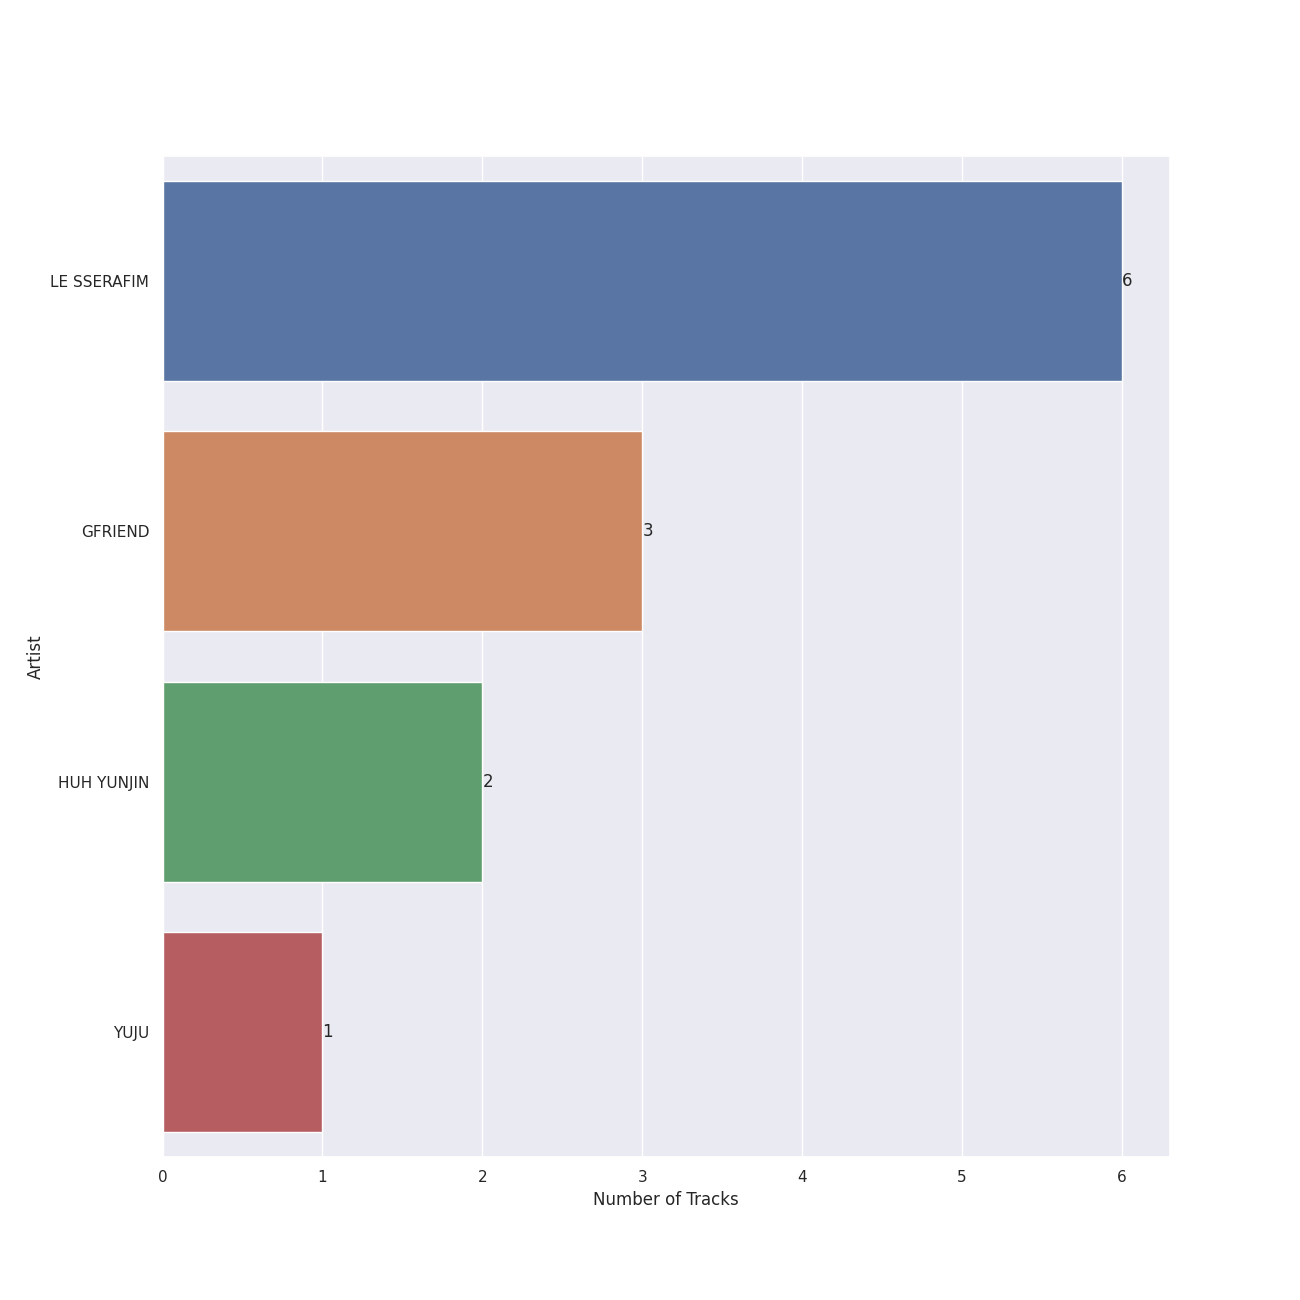 LE SSERAFIM
6
GFRIEND
3
Artist
HUH YUNJIN
2
YUJU
1
0 1 2 3 4 5 6
Number of Tracks